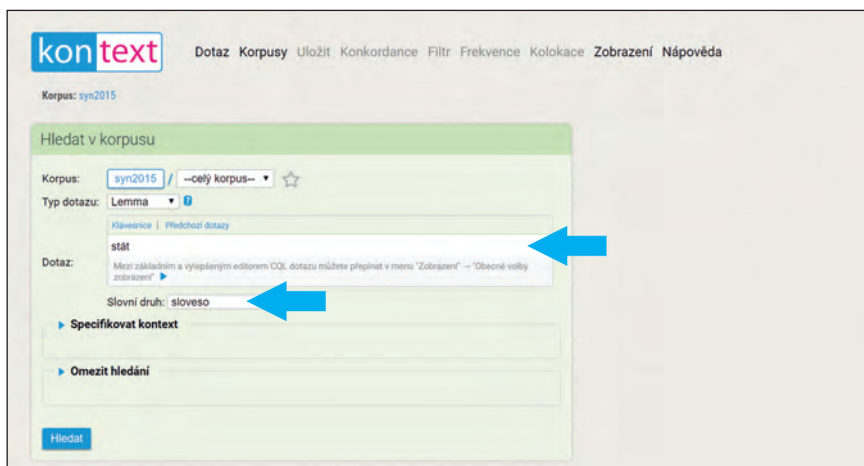 kontext
Dotaz Korpusy Uložit Konkordance Filtr Frekvence Kolokace Zobrazení Nápověda
Korpus: syn2015
Hledat v korpusu
Korpus: syn2015 / --celý korpus--
Typ dotazu: Lemma ?
Klávesnice | Předchozí dotazy
stát
Dotaz:
Mezi základním a vylepšeným editorem CQL dotazu můžete přepínat v menu "Zobrazení" → "Obecné volby
zobrazení"
Slovní druh: sloveso
Specifikovat kontext
Omezit hledání
Hledat